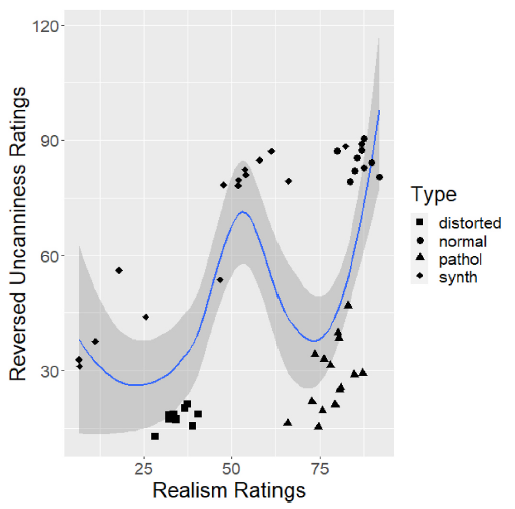 120
90
60
30
Reversed Uncanniness Ratings
25 50 75
Realism Ratings
Type
distorted
normal
pathol
synth